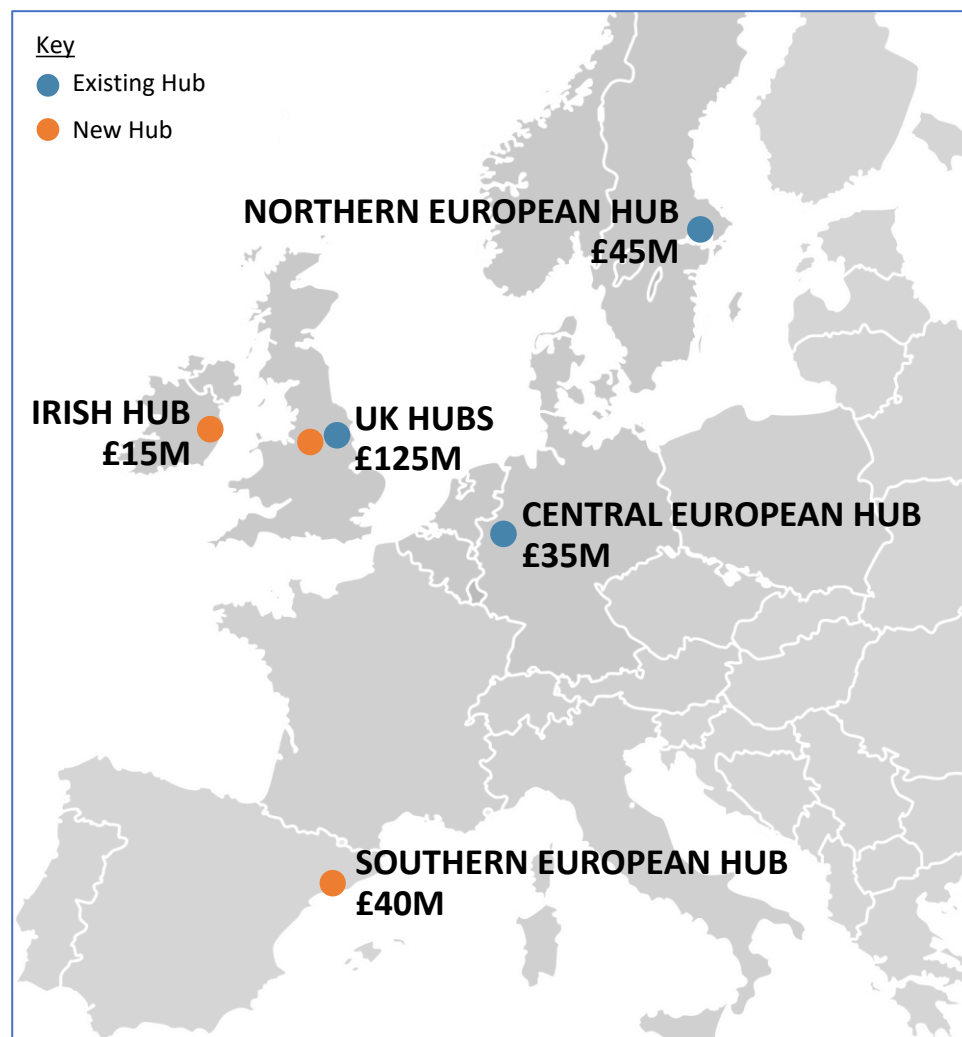 Key
Existing Hub
New Hub
NORTHERN EUROPEAN HUB
£45M
IRISH HUB
£15M
UK HUBS
£125M
CENTRAL EUROPEAN HUB
£35M
SOUTHERN EUROPEAN HUB
£40M